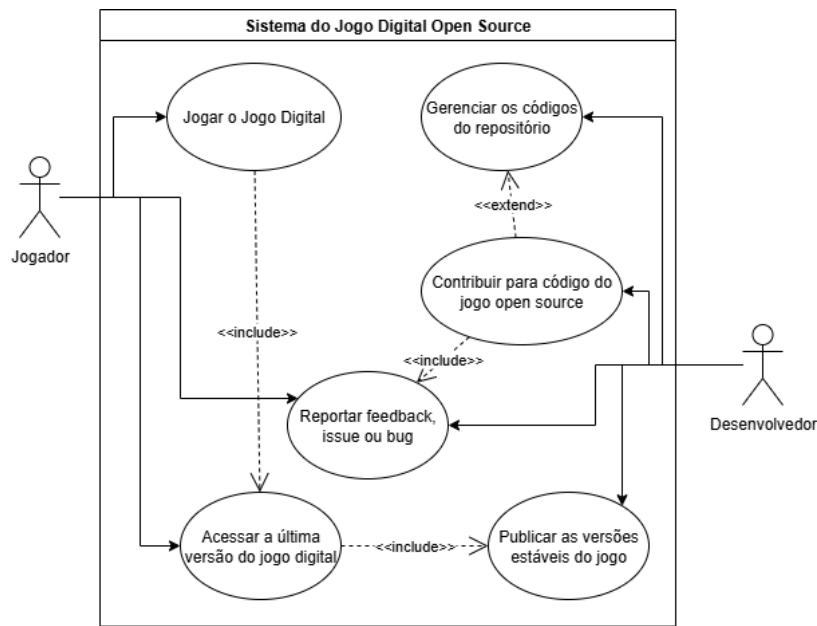 Sistema do Jogo Digital Open Source
Jogar o Jogo Digital
Gerenciar os códigos
do repositório
<<extend>>
Jogador
Contribuir para código do
jogo open source
<<include>>
<<include>>
Reportar feedback,
issue ou bug
Desenvolvedor
Acessar a última
versão do jogo digital
<<include>>
Publicar as versões
estáveis do jogo